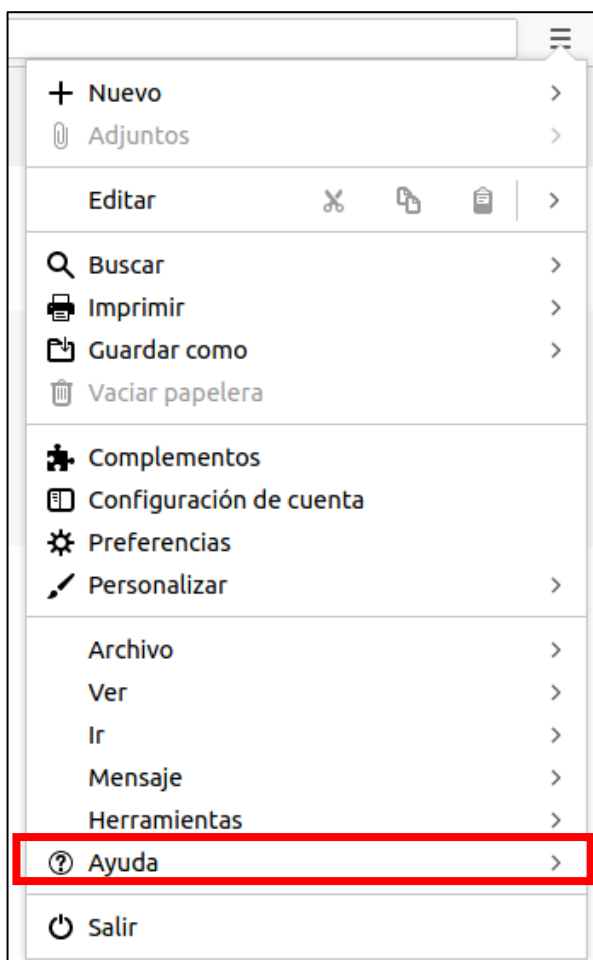 Nuevo
Adjuntos
Editar
Buscar
Imprimir
Guardar como
Vaciar papelera
Complementos
Configuración de cuenta
Preferencias
Personalizar
Archivo
Ver
Ir
Mensaje
Herramientas
Ayuda
Salir